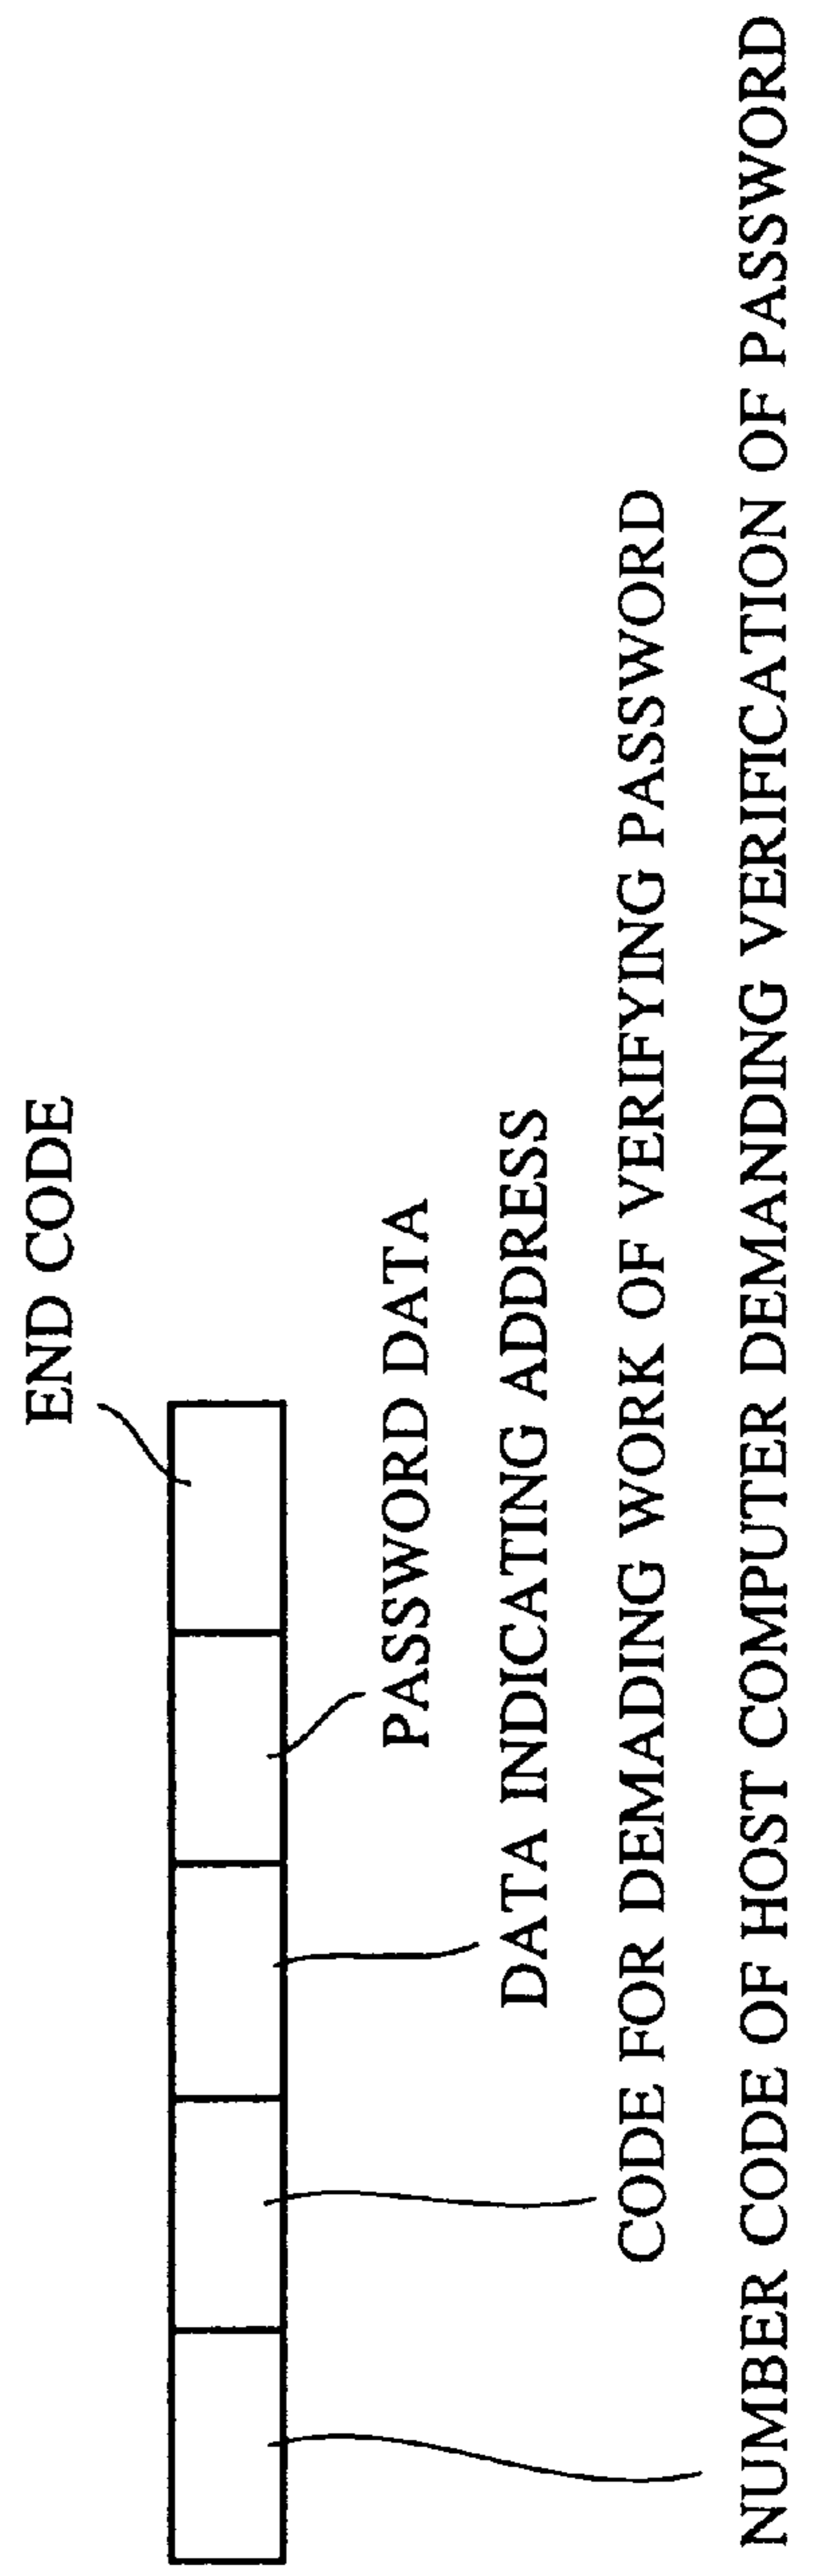 END CODE
PASSWORD DATA
DATA INDICATING ADDRESS
CODE FOR DEMADING WORK OF VERIFYING PASSWORD
NUMBER CODE OF HOST COMPUTER DEMANDING VERIFICATION OF PASSWORD